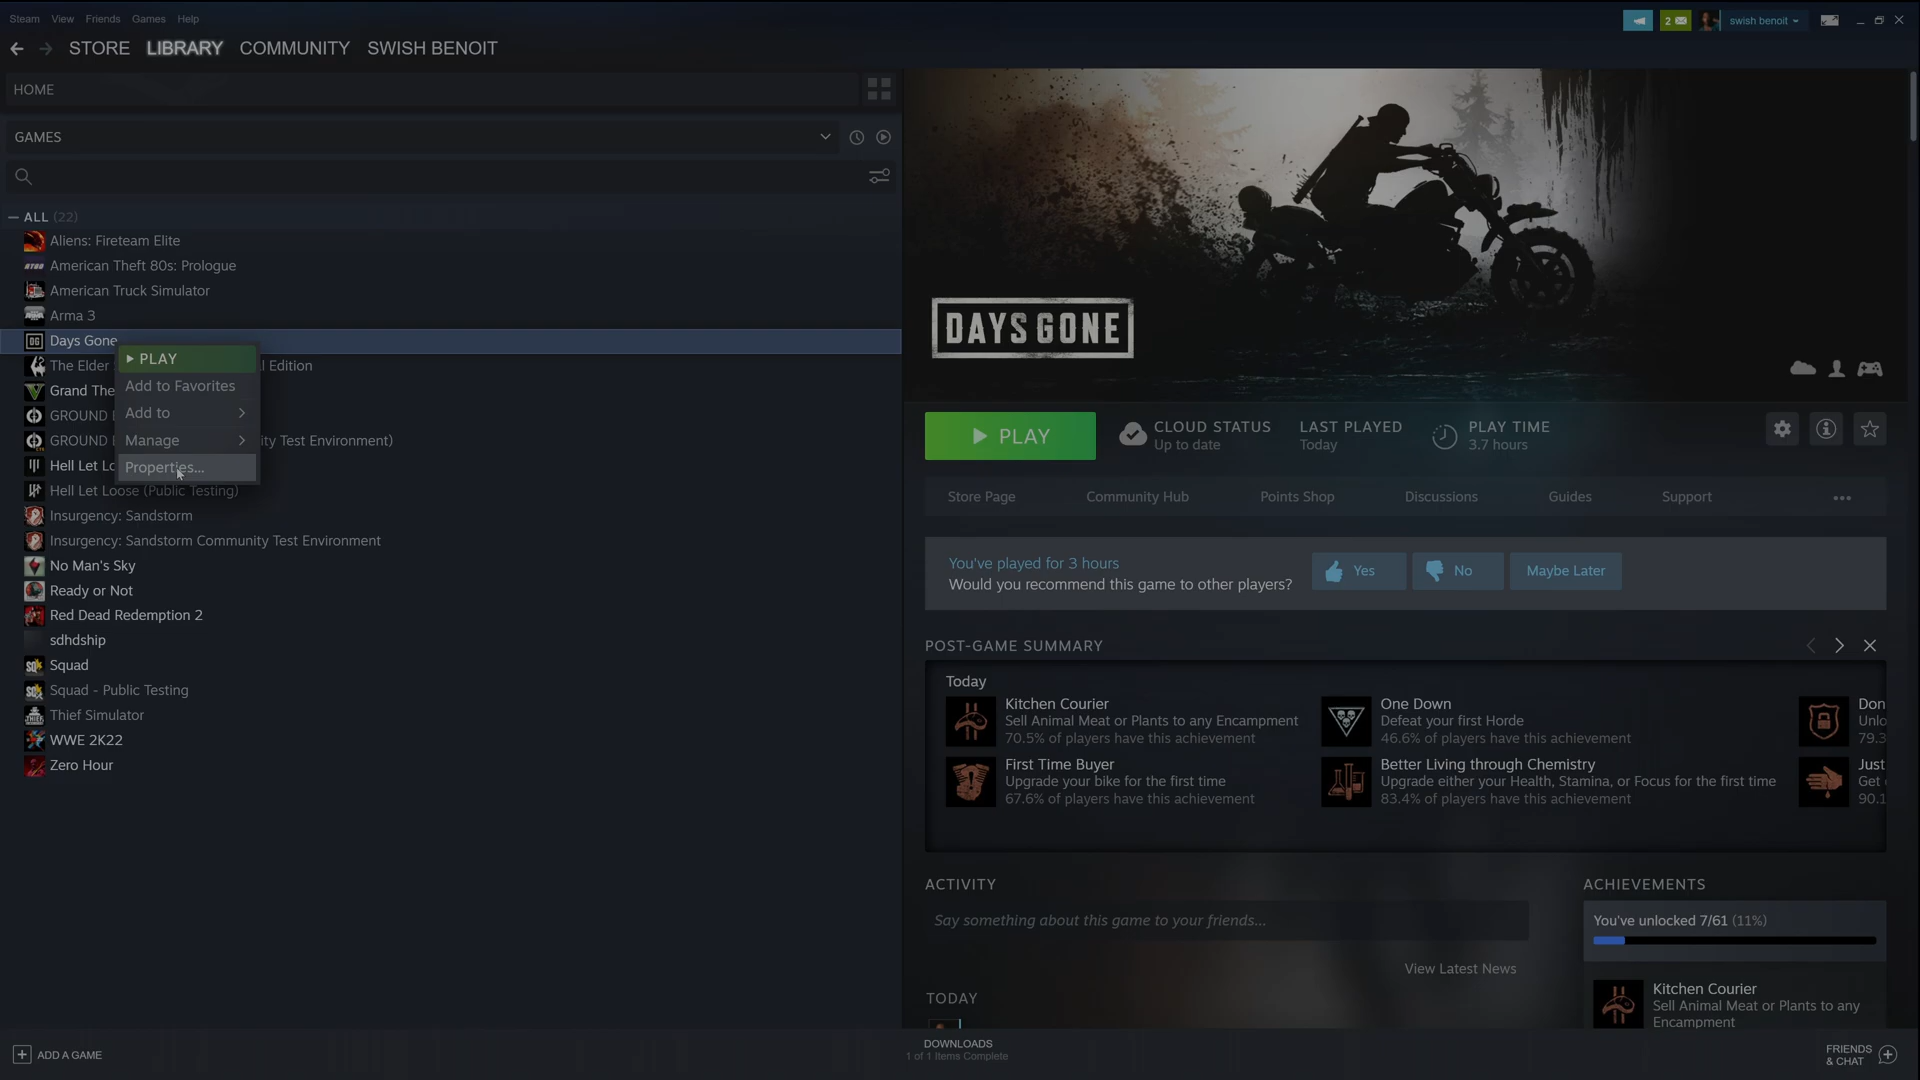 Steam View Friends Games Help
2 swish benoit
STORE LIBRARY COMMUNITY SWISH BENOIT
HOME
GAMES
ALL (22)
Aliens: Fireteam Elite
American Theft 80s: Prologue
American Truck Simulator
Arma 3
Days Gone
The Elder
l Edition
Grand The
GROUND
GROUND
ity Test Environment)
Hell Let Lo
Hell Let Loose (Public Testing)
Insurgency: Sandstorm
Insurgency: Sandstorm Community Test Environment
No Man's Sky
Ready or Not
Red Dead Redemption 2
sdhdship
Squad
Squad - Public Testing
Thief Simulator
WWE 2K22
Zero Hour
PLAY
Add to Favorites
Add to
Manage
Properties...
DAYS GONE
PLAY
CLOUD STATUS
Up to date
LAST PLAYED
Today
PLAY TIME
3.7 hours
Store Page Community Hub Points Shop Discussions Guides Support
You've played for 3 hours
Would you recommend this game to other players?
Yes No Maybe Later
POST-GAME SUMMARY
Today
Kitchen Courier
Sell Animal Meat or Plants to any Encampment
70.5% of players have this achievement
One Down
Defeat your first Horde
46.6% of players have this achievement
Don
Unlo
79.3
First Time Buyer
Upgrade your bike for the first time
67.6% of players have this achievement
Better Living through Chemistry
Upgrade either your Health, Stamina, or Focus for the first time
83.4% of players have this achievement
Just
Get
90.1
ACTIVITY
Say something about this game to your friends...
View Latest News
TODAY
ACHIEVEMENTS
You've unlocked 7/61 (11%)
Kitchen Courier
Sell Animal Meat or Plants to any
Encampment
ADD A GAME
DOWNLOADS
1 of 1 Items Complete
FRIENDS
& CHAT